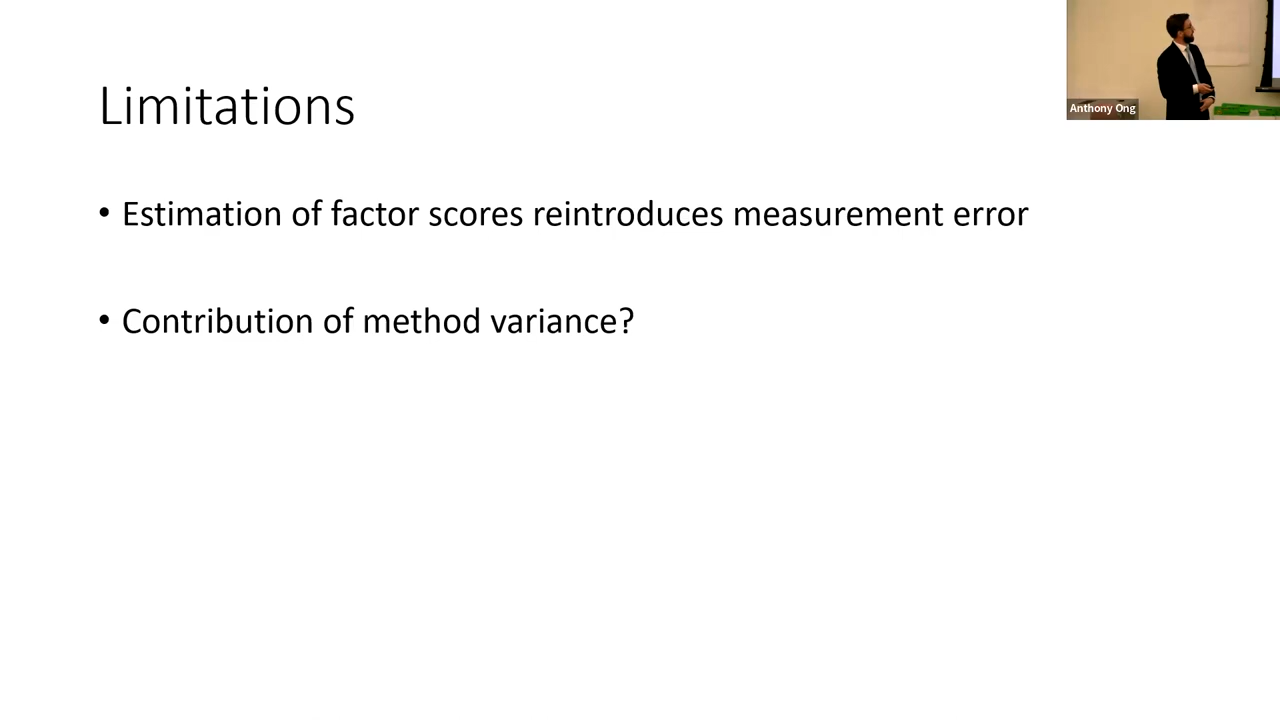 Limitations
• Estimation of factor scores reintroduces measurement error
• Contribution of method variance?
Anthony Ong